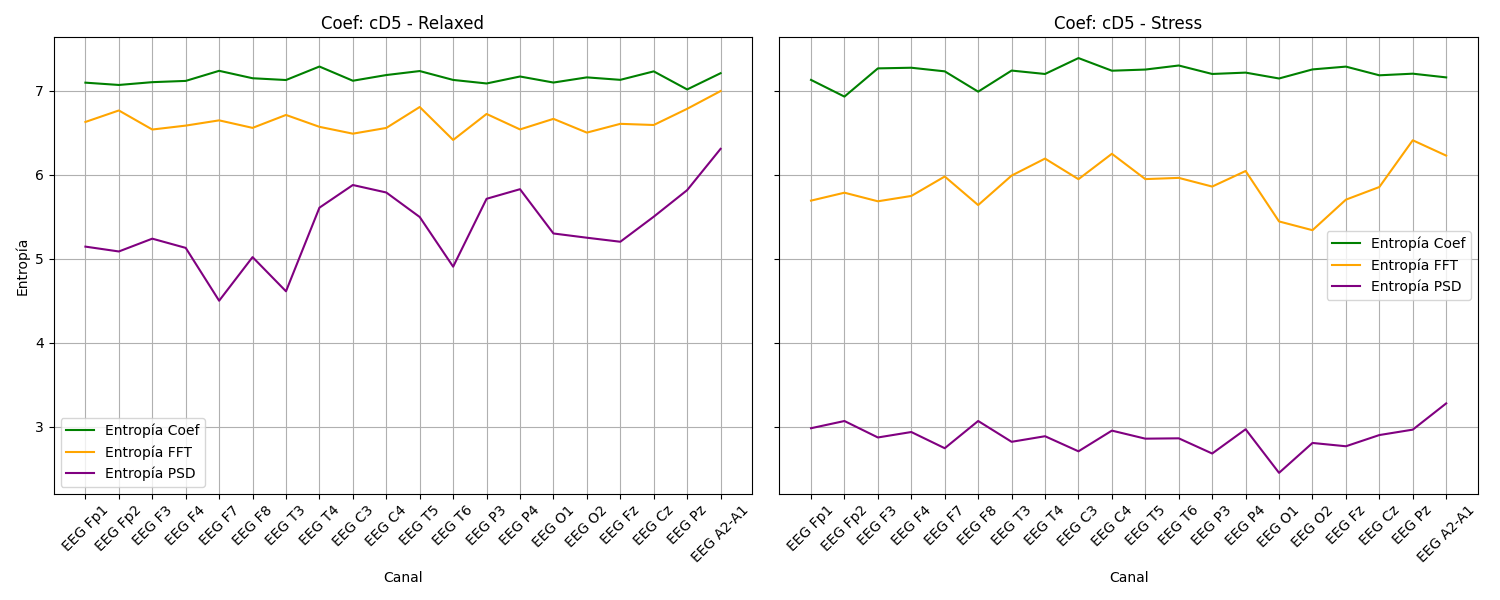 Coef: cD5 - Relaxed
Entropía
7
6
5
4
3
Entropía Coef
Entropía FFT
Entropía PSD
EEG Fp1
EEG Fp2
EEG F3
EEG F4
EEG F7
EEG F8
EEG T3
EEG T4
EEG C3
EEG C4
EEG T5
EEG T6
EEG P3
EEG P4
EEG O1
EEG O2
EEG Fz
EEG Cz
EEG Pz
EEG A2-A1
Canal
Coef: cD5 - Stress
Entropía Coef
Entropía FFT
Entropía PSD
EEG Fp1
EEG Fp2
EEG F3
EEG F4
EEG F7
EEG F8
EEG T3
EEG T4
EEG C3
EEG C4
EEG T5
EEG T6
EEG P3
EEG P4
EEG O1
EEG O2
EEG Fz
EEG Cz
EEG Pz
EEG A2-A1
Canal